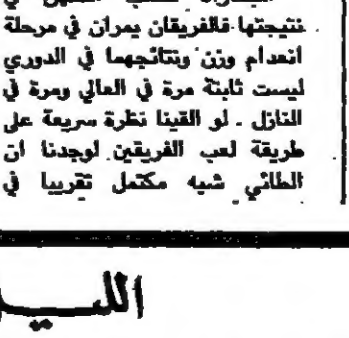 نتيجتها فالفريقان يمران في مرحلة
انعدام وزن ونتائجهما في الدوري
ليست ثابتة مرة في العالي ومرة في
النازل . لو القينا نظرة سريعة على
طريقة لعب الفريقين لوجدنا ان
الطائي شبه مكتمل تقريبا في